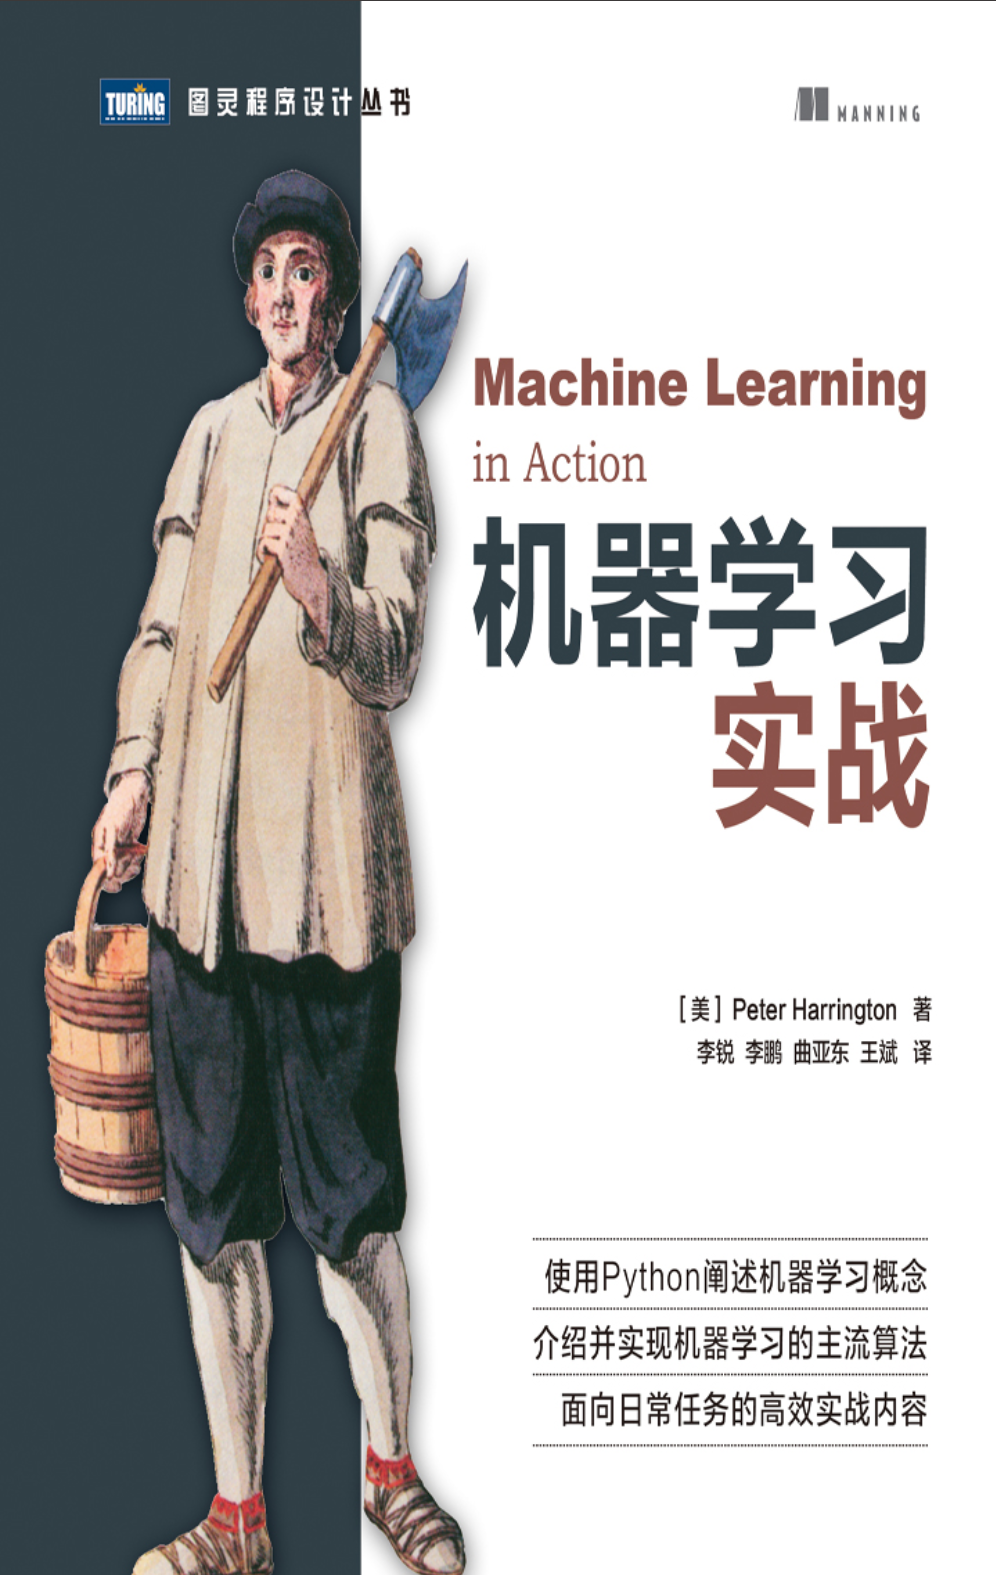 TURING 图灵程序设计丛书
MANNING
Machine Learning
in Action
机器学习
实战
[美] Peter Harrington 著
李锐 李鹏 曲亚东 王斌 译
使用Python阐述机器学习概念
介绍并实现机器学习的主流算法
面向日常任务的高效实战内容